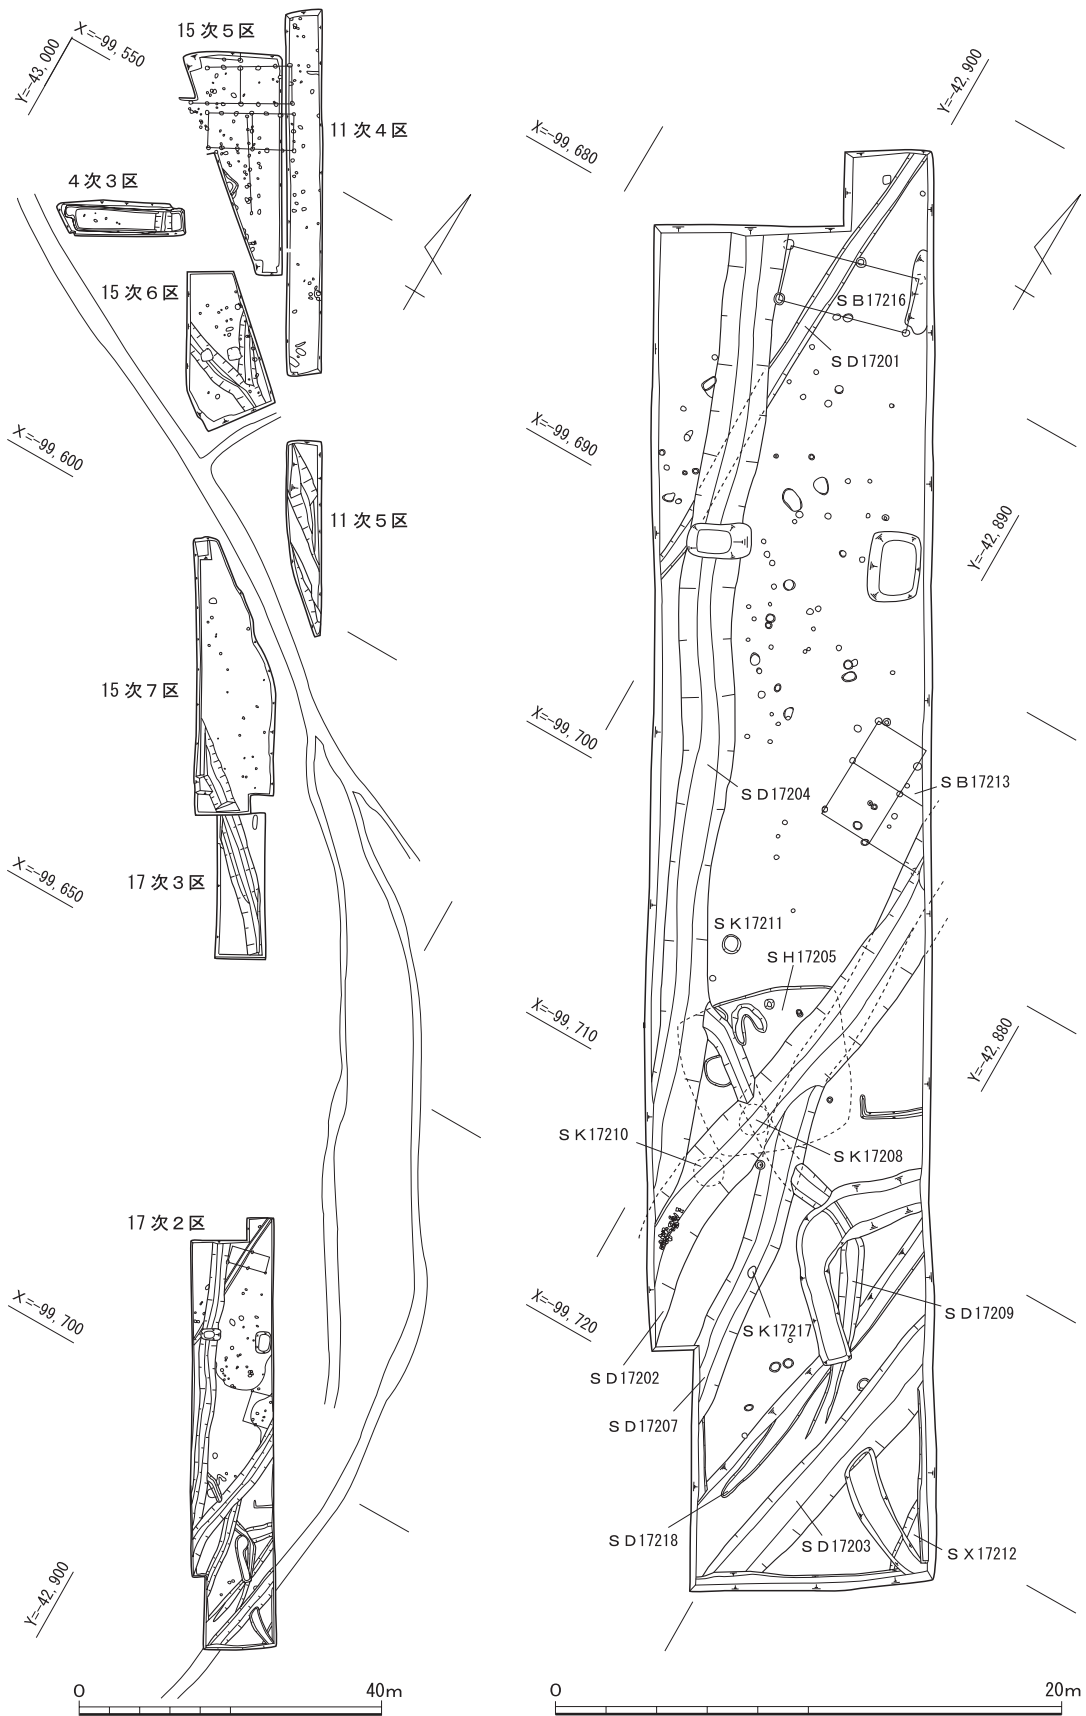 15次5区
X=-99,550
Y=-43,000
11次4区
4次3区
15次6区
X=-99,600
11次5区
15次7区
17次3区
X=-99,650
17次2区
X=-99,700
Y=-42,900
0 40m
Y=-42,900
X=-99,680
SB17216
SD17201
X=-99,690
Y=-42,890
X=-99,700
SB17213
SD17204
SK17211
SH17205
X=-99,710
Y=-42,880
SK17210
SK17208
SD17209
X=-99,720
SK17217
SD17202
SD17207
SD17218
SD17203
SX17212
0 20m